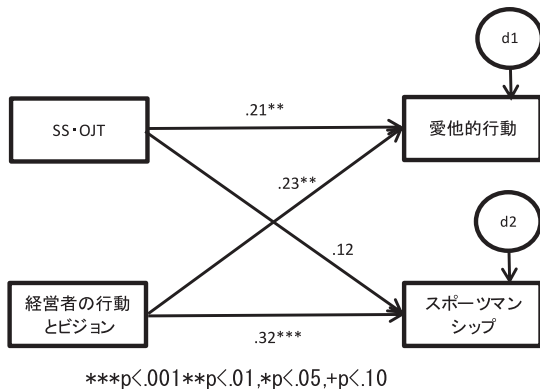 d1
SS・OJT
.21**
愛他的行動
.23**
d2
.12
経営者の行動
とビジョン
.32***
スポーツマン
シップ
***p<.001**p<.01,*p<.05,+p<.10